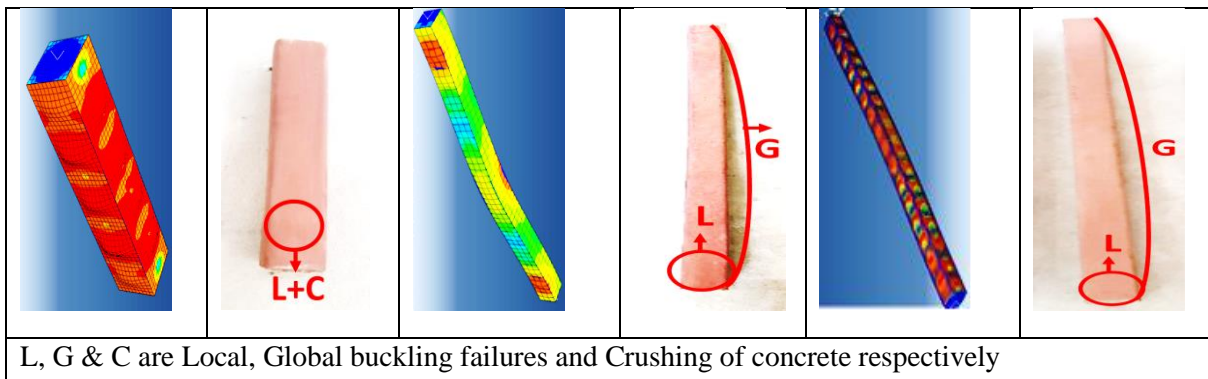 L+C
G
L
G
L
L, G & C are Local, Global buckling failures and Crushing of concrete respectively